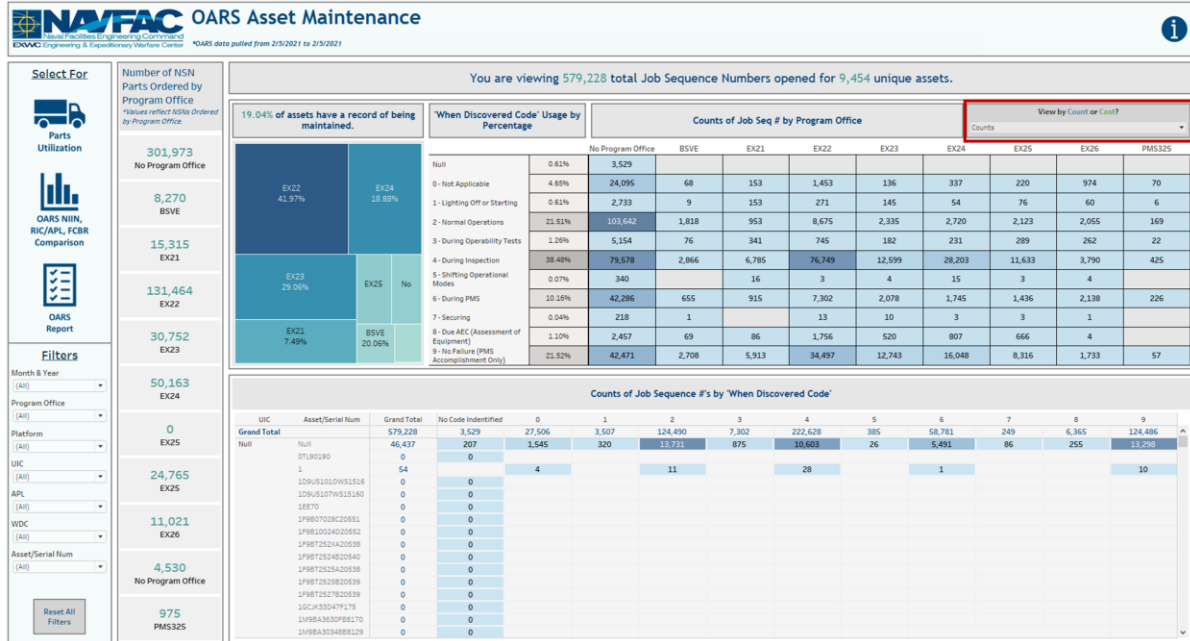 NAVFAC
Naval Facilities Engineering Command
EXWC Engineering & Expeditionary Warfare Center
OARS Asset Maintenance
*OARS data pulled from 2/5/2021 to 2/5/2021
i
Select For
Parts
Utilization
OARS NIIN,
RIC/APL, FCBR
Comparison
OARS
Report
Filters
Month & Year
(All)
Program Office
(All)
Platform
(All)
UIC
(All)
APL
(All)
WDC
(All)
Asset/Serial Num
(All)
Reset All
Filters
Number of NSN
Parts Ordered by
Program Office
*Values reflect NSNs Ordered
by Program Office.
301,973
No Program Office
8,270
BSVE
15,315
EX21
131,464
EX22
30,752
EX23
50,163
EX24
0
EX25
24,765
EX25
11,021
EX26
4,530
No Program Office
975
PMS325
You are viewing 579,228 total Job Sequence Numbers opened for 9,454 unique assets.
19.04% of assets have a record of being
maintained.
EX22
41.97%
EX24
18.88%
EX23
29.06%
EX25
No
EX21
7.49%
BSVE
20.06%
'When Discovered Code' Usage by
Percentage
Counts of Job Seq # by Program Office
View by Count or Cost?
Counts
No Program Office BSVE EX21 EX22 EX23 EX24 EX25 EX26 PMS325
Null 0.61% 3,529
0 - Not Applicable 4.65% 24,095 68 153 1,453 136 337 220 974 70
1 - Lighting Off or Starting 0.61% 2,733 9 153 271 145 54 76 60 6
2 - Normal Operations 21.51% 103,642 1,818 953 8,675 2,335 2,720 2,123 2,055 169
3 - During Operability Tests 1.26% 5,154 76 341 745 182 231 289 262 22
4 - During Inspection 38.48% 79,578 2,866 6,785 76,749 12,599 28,203 11,633 3,790 425
5 - Shifting Operational
Modes 0.07% 340 16 3 4 15 3 4
6 - During PMS 10.16% 42,286 655 915 7,302 2,078 1,745 1,436 2,138 226
7 - Securing 0.04% 218 1 13 10 3 3 1
8 - Due AEC (Assessment of
Equipment) 1.10% 2,457 69 86 1,756 520 807 666 4
9 - No Failure (PMS
Accomplishment Only) 21.52% 42,471 2,708 5,913 34,497 12,743 16,048 8,316 1,733 57
Counts of Job Sequence #'s by 'When Discovered Code'
UIC Asset/Serial Num Grand Total No Code Indentified 0 1 2 3 4 5 6 7 8 9
Grand Total 579,228 3,529 27,506 3,507 124,490 7,302 222,628 385 58,781 249 6,365 124,486
Null Null 46,437 207 1,545 320 13,731 875 10,603 26 5,491 86 255 13,298
0TL90190 0 0
1 54 4 11 28 1 10
1D9US1010WS1516 0 0
1D9US107WS15160 0 0
1EE70 0 0
1F9B07028C20551 0 0
1F9B10024D20552 0 0
1F9BT252XA20538 0 0
1F9BT2524B20540 0 0
1F9BT2525A20538 0 0
1F9BT2525B20539 0 0
1F9BT2527B20539 0 0
1GCJK33D47F175 0 0
1M9BA3630FB8170 0 0
1M9BA30348B8129 0 0